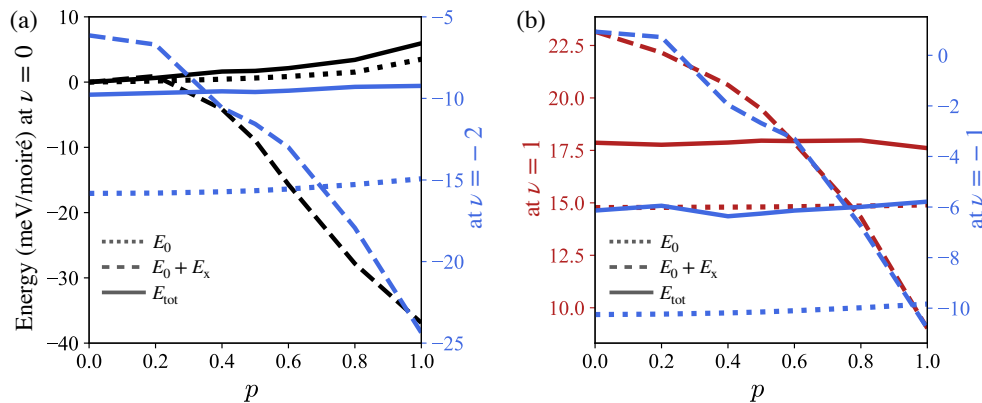 (a)
Energy (meV/moiré) at ν = 0
10
0
−10
−20
−30
−40
0.0 0.2 0.4 0.6 0.8 1.0
p
−5
−10
−15
−20
−25
at ν = −2
E₀
E₀ + Eₓ
Eₜₒₜ
(b)
at ν = 1
22.5
20.0
17.5
15.0
12.5
10.0
0.0 0.2 0.4 0.6 0.8 1.0
p
0
−2
−4
−6
−8
−10
at ν = −1
E₀
E₀ + Eₓ
Eₜₒₜ